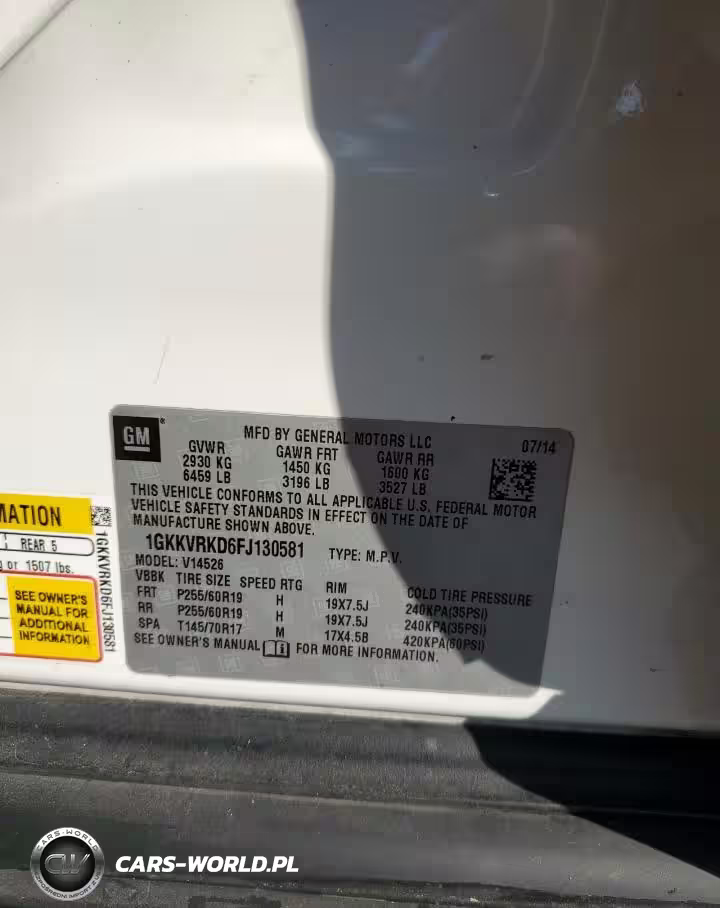 GM
MFD BY GENERAL MOTORS LLC
07/14
GVWR GAWR FRT GAWR RR
2930 KG 1450 KG 1600 KG
6459 LB 3196 LB 3527 LB
THIS VEHICLE CONFORMS TO ALL APPLICABLE U.S. FEDERAL MOTOR
VEHICLE SAFETY STANDARDS IN EFFECT ON THE DATE OF
MANUFACTURE SHOWN ABOVE.
1GKKVRKD6FJ130581 TYPE: M.P.V.
MODEL: V14526
VBBK TIRE SIZE SPEED RTG RIM COLD TIRE PRESSURE
FRT P255/60R19 H 19X7.5J 240KPA(35PSI)
RR P255/60R19 H 19X7.5J 240KPA(35PSI)
SPA T145/70R17 M 17X4.5B 420KPA(60PSI)
SEE OWNER'S MANUAL FOR MORE INFORMATION.
MATION
REAR 5
or 1507 lbs.
SEE OWNER'S
MANUAL FOR
ADDITIONAL
INFORMATION
1GKKVRKD6FJ130581
CARS-WORLD
CARS-WORLD.PL